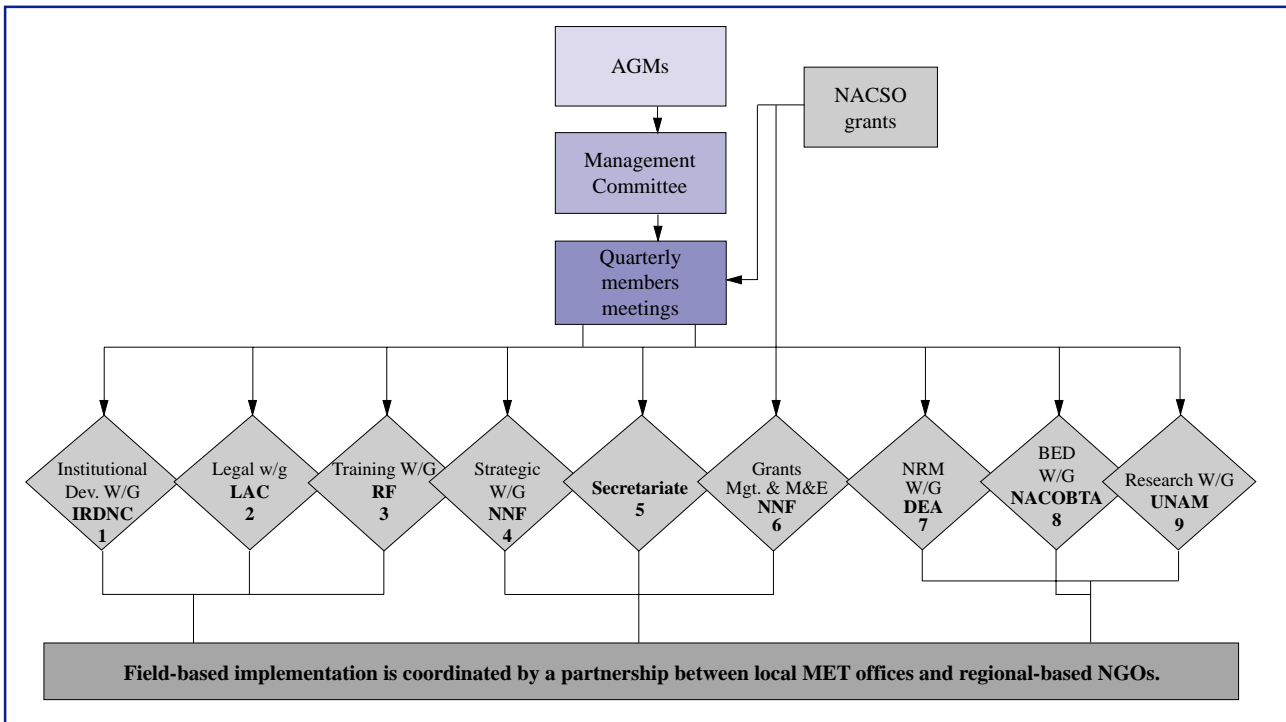 AGMs
NACSO
grants
Management
Committee
Quarterly
members
meetings
Institutional
Dev. W/G
IRDNC
1
Legal w/g
LAC
2
Training W/G
RF
3
Strategic
W/G
NNF
4
Secretariate
5
Grants
Mgt. & M&E
NNF
6
NRM
W/G
DEA
7
BED
W/G
NACOBTA
8
Research W/G
UNAM
9
Field-based implementation is coordinated by a partnership between local MET offices and regional-based NGOs.